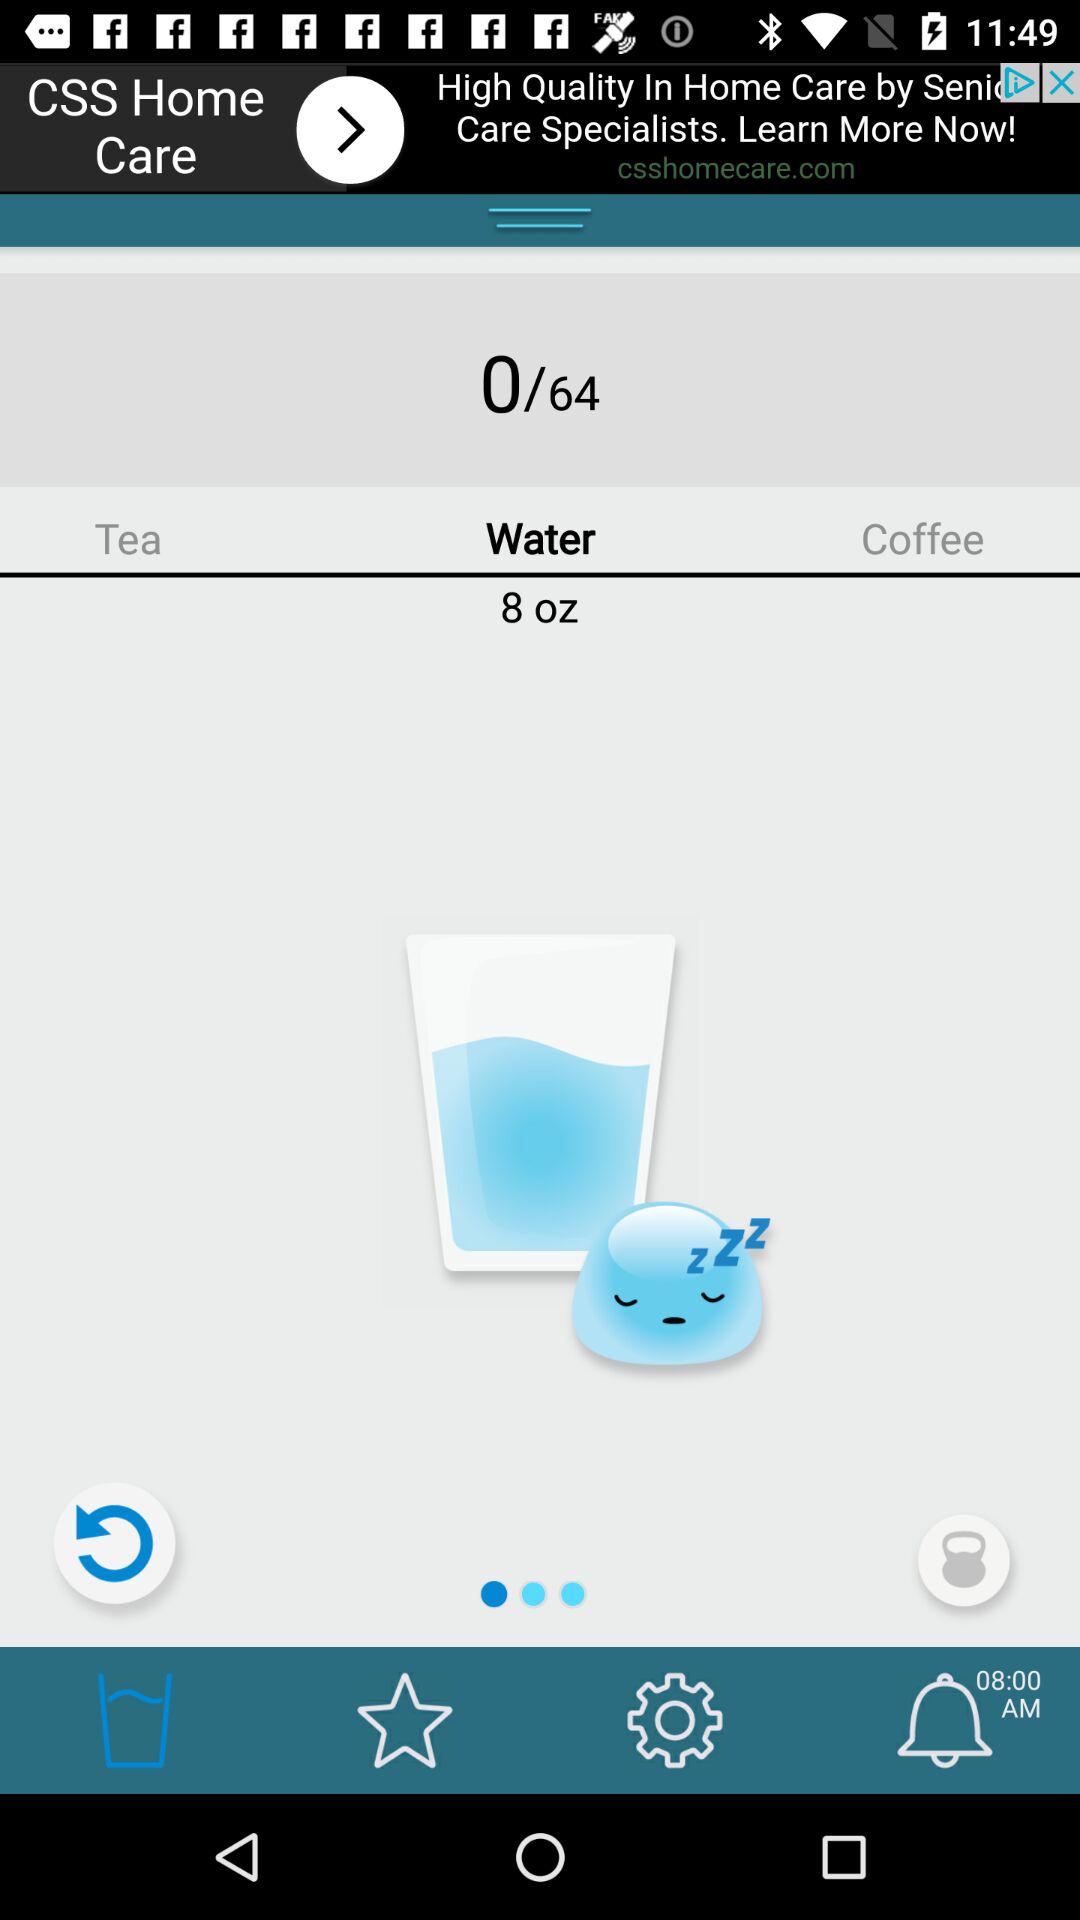 FAKE
11:49
CSS Home
Care
High Quality In Home Care by Senio
Care Specialists. Learn More Now!
csshomecare.com
0/64
Tea
Water
Coffee
8 oz
z z z
08:00
AM